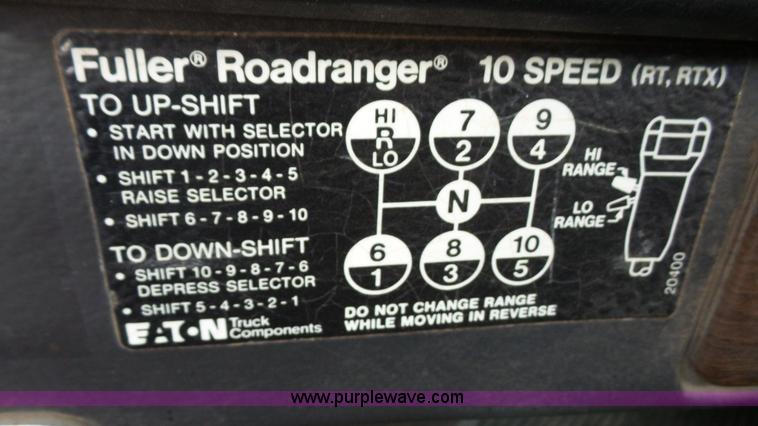 Fuller® Roadranger® 10 SPEED (RT, RTX)
TO UP-SHIFT
• START WITH SELECTOR
IN DOWN POSITION
• SHIFT 1-2-3-4-5
RAISE SELECTOR
• SHIFT 6-7-8-9-10
TO DOWN-SHIFT
• SHIFT 10-9-8-7-6
DEPRESS SELECTOR
• SHIFT 5-4-3-2-1
EATON Truck
Components
HI
R
LO
7
2
9
4
N
6
1
8
3
10
5
DO NOT CHANGE RANGE
WHILE MOVING IN REVERSE
HI
RANGE
LO
RANGE
20400
www.purplewave.com